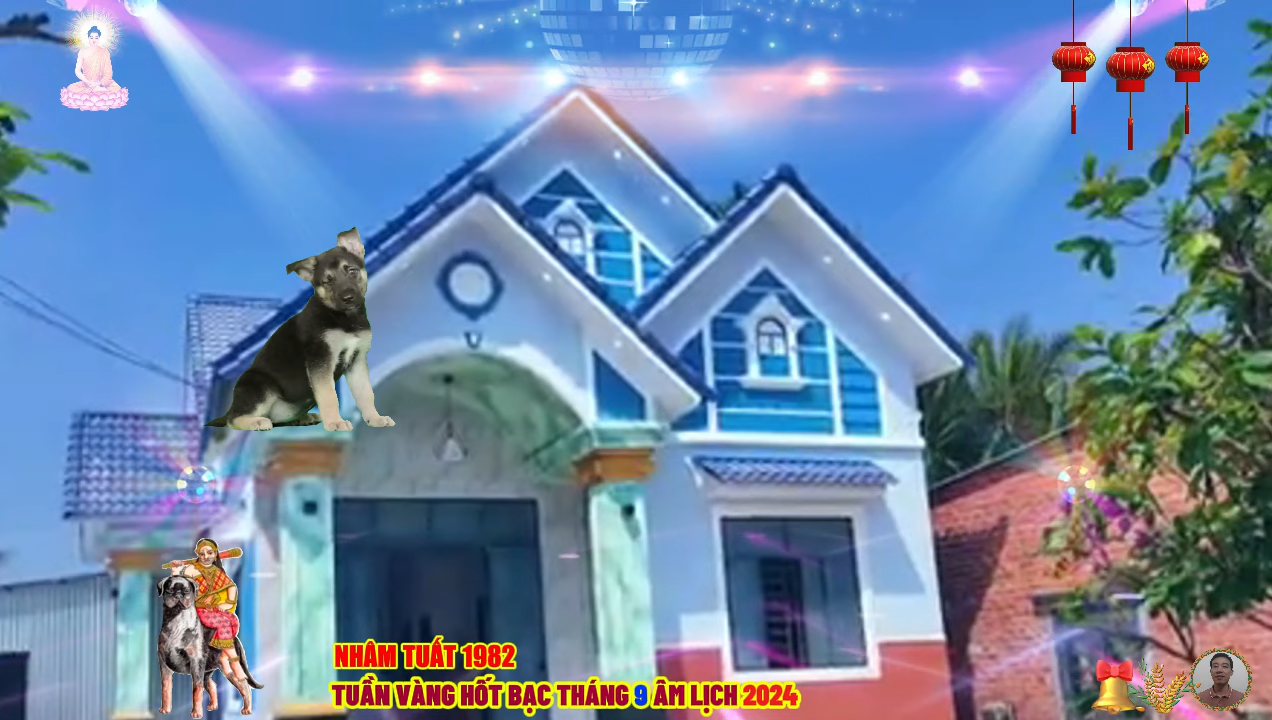 NHÂM TUẤT 1982
TUẦN VÀNG HỐT BẠC THÁNG 9 ÂM LỊCH 2024